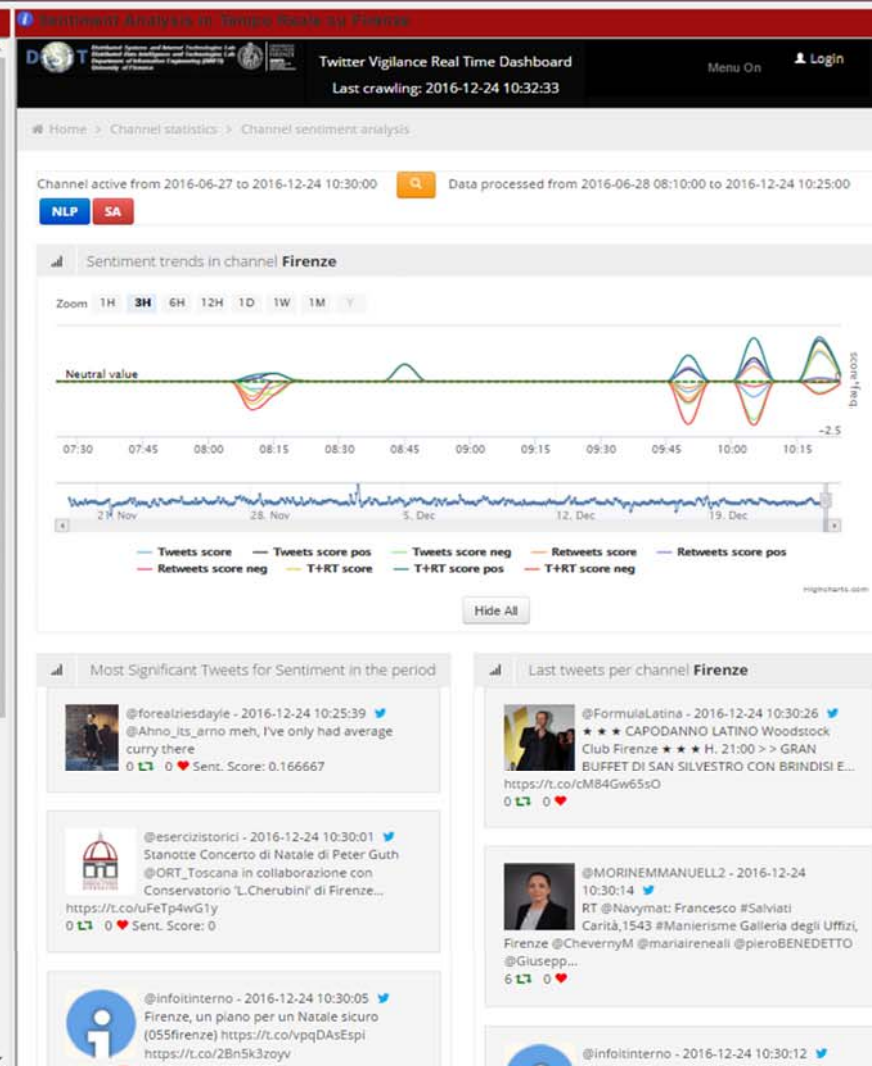 Sentiment Analysis in Tempo Reale su Firenze
Twitter Vigilance Real Time Dashboard
Last crawling: 2016-12-24 10:32:33
Menu On
Login
Home > Channel statistics > Channel sentiment analysis
Channel active from 2016-06-27 to 2016-12-24 10:30:00
Data processed from 2016-06-28 08:10:00 to 2016-12-24 10:25:00
NLP SA
Sentiment trends in channel Firenze
Zoom 1H 3H 6H 12H 1D 1W 1M Y
Neutral value
score*freq.
0
-2.5
07:30 07:45 08:00 08:15 08:30 08:45 09:00 09:15 09:30 09:45 10:00 10:15
21. Nov 28. Nov 5. Dec 12. Dec 19. Dec
Tweets score Tweets score pos Tweets score neg Retweets score Retweets score pos
Retweets score neg T+RT score T+RT score pos T+RT score neg
Highcharts.com
Hide All
Most Significant Tweets for Sentiment in the period
@forealziesdayle - 2016-12-24 10:25:39
@Ahno_its_arno meh, I've only had average
curry there
0 0 Sent. Score: 0.166667
@esercizistorici - 2016-12-24 10:30:01
Stanotte Concerto di Natale di Peter Guth
@ORT_Toscana in collaborazione con
Conservatorio 'L.Cherubini' di Firenze...
https://t.co/uFeTp4wG1y
0 0 Sent. Score: 0
@infoitinterno - 2016-12-24 10:30:05
Firenze, un piano per un Natale sicuro
(055firenze) https://t.co/vpqDAsEspi
https://t.co/2Bn5k3zoyv
Last tweets per channel Firenze
@FormulaLatina - 2016-12-24 10:30:26
★ ★ ★ CAPODANNO LATINO Woodstock
Club Firenze ★ ★ ★ H. 21:00 > > GRAN
BUFFET DI SAN SILVESTRO CON BRINDISI E...
https://t.co/cM84Gw65sO
0 0
@MORINEMMANUELL2 - 2016-12-24
10:30:14
RT @Navymat: Francesco #Salviati
Carità,1543 #Manierisme Galleria degli Uffizi,
Firenze @ChevernyM @mariaireneali @pieroBENEDETTO
@Giusepp...
6 0
@infoitinterno - 2016-12-24 10:30:12